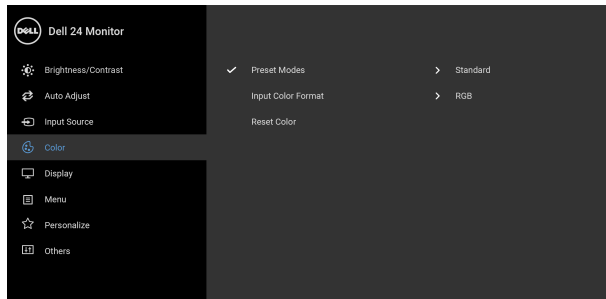 DELL Dell 24 Monitor
Brightness/Contrast
Auto Adjust
Input Source
Color
Display
Menu
Personalize
Others
Preset Modes Standard
Input Color Format RGB
Reset Color